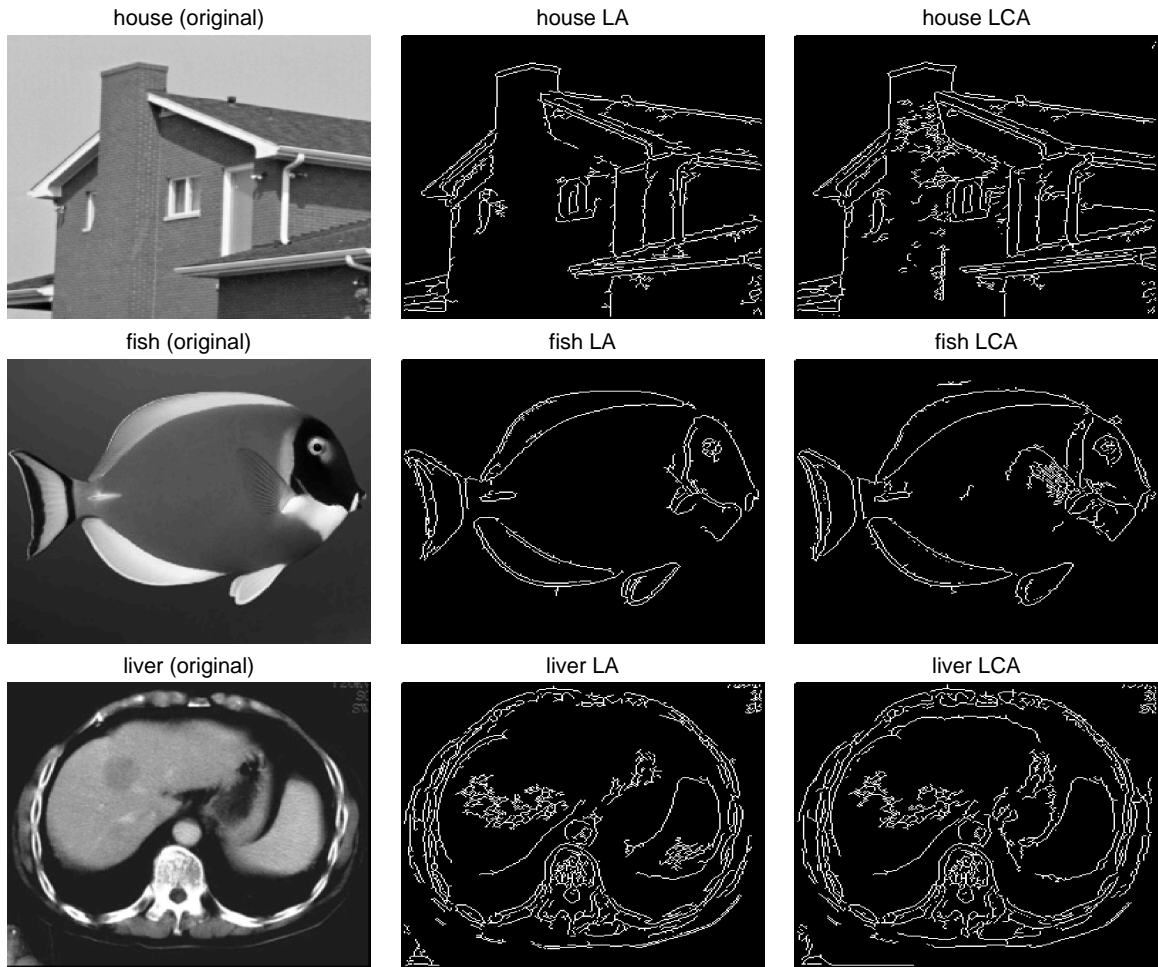 house (original)
house LA
house LCA
fish (original)
fish LA
fish LCA
liver (original)
liver LA
liver LCA